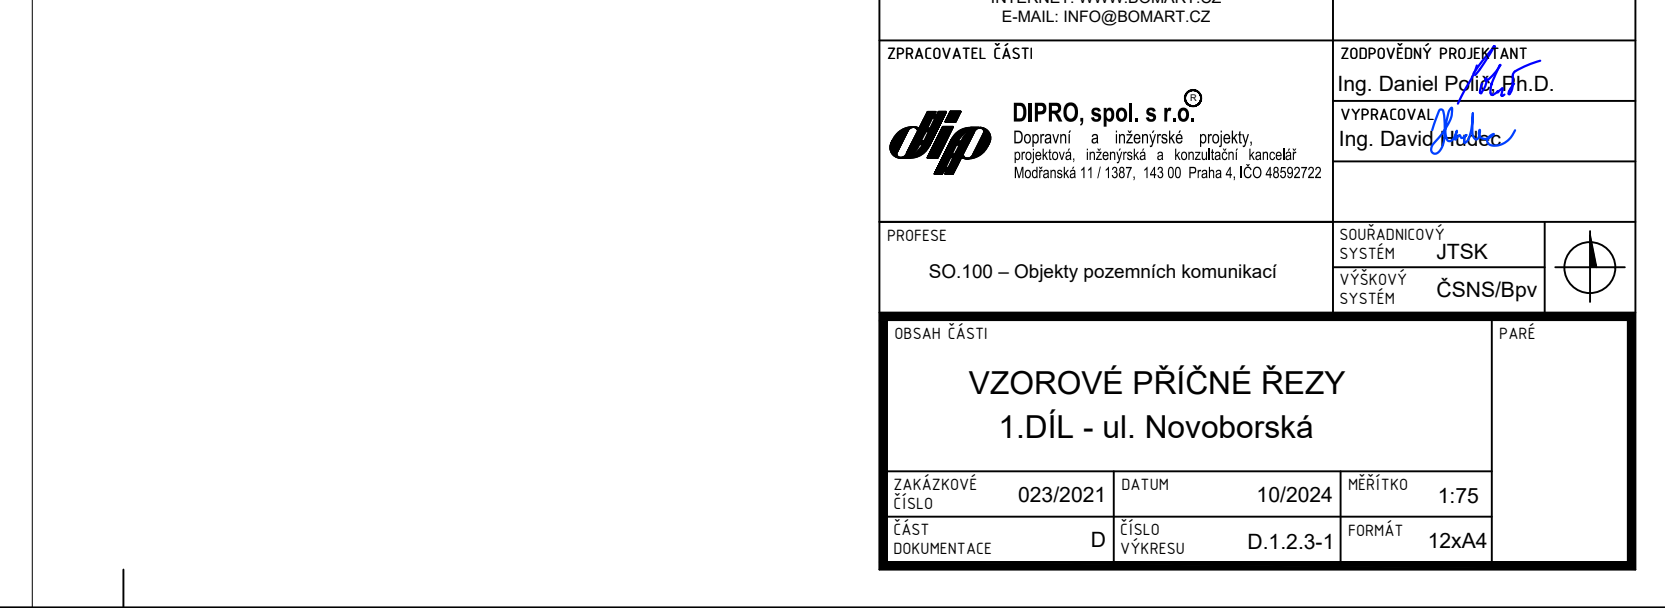 E-MAIL: INFO@BOMART.CZ
ZPRACOVATEL ČÁSTI
dip
DIPRO, spol. s r.o.®
Dopravní a inženýrské projekty,
projektová, inženýrská a konzultační kancelář
Modřanská 11 / 1387, 143 00 Praha 4, IČO 48592722
ZODPOVĚDNÝ PROJEKTANT
Ing. Daniel Polič, Ph.D.
VYPRACOVAL
Ing. David Hudec
PROFESE
SO.100 – Objekty pozemních komunikací
SOUŘADNICOVÝ
SYSTÉM JTSK
VÝŠKOVÝ
SYSTÉM ČSNS/Bpv
OBSAH ČÁSTI
VZOROVÉ PŘÍČNÉ ŘEZY
1.DÍL - ul. Novoborská
PARÉ
ZAKÁZKOVÉ
ČÍSLO 023/2021
DATUM 10/2024
MĚŘÍTKO 1:75
ČÁST
DOKUMENTACE D
ČÍSLO
VÝKRESU D.1.2.3-1
FORMÁT 12xA4